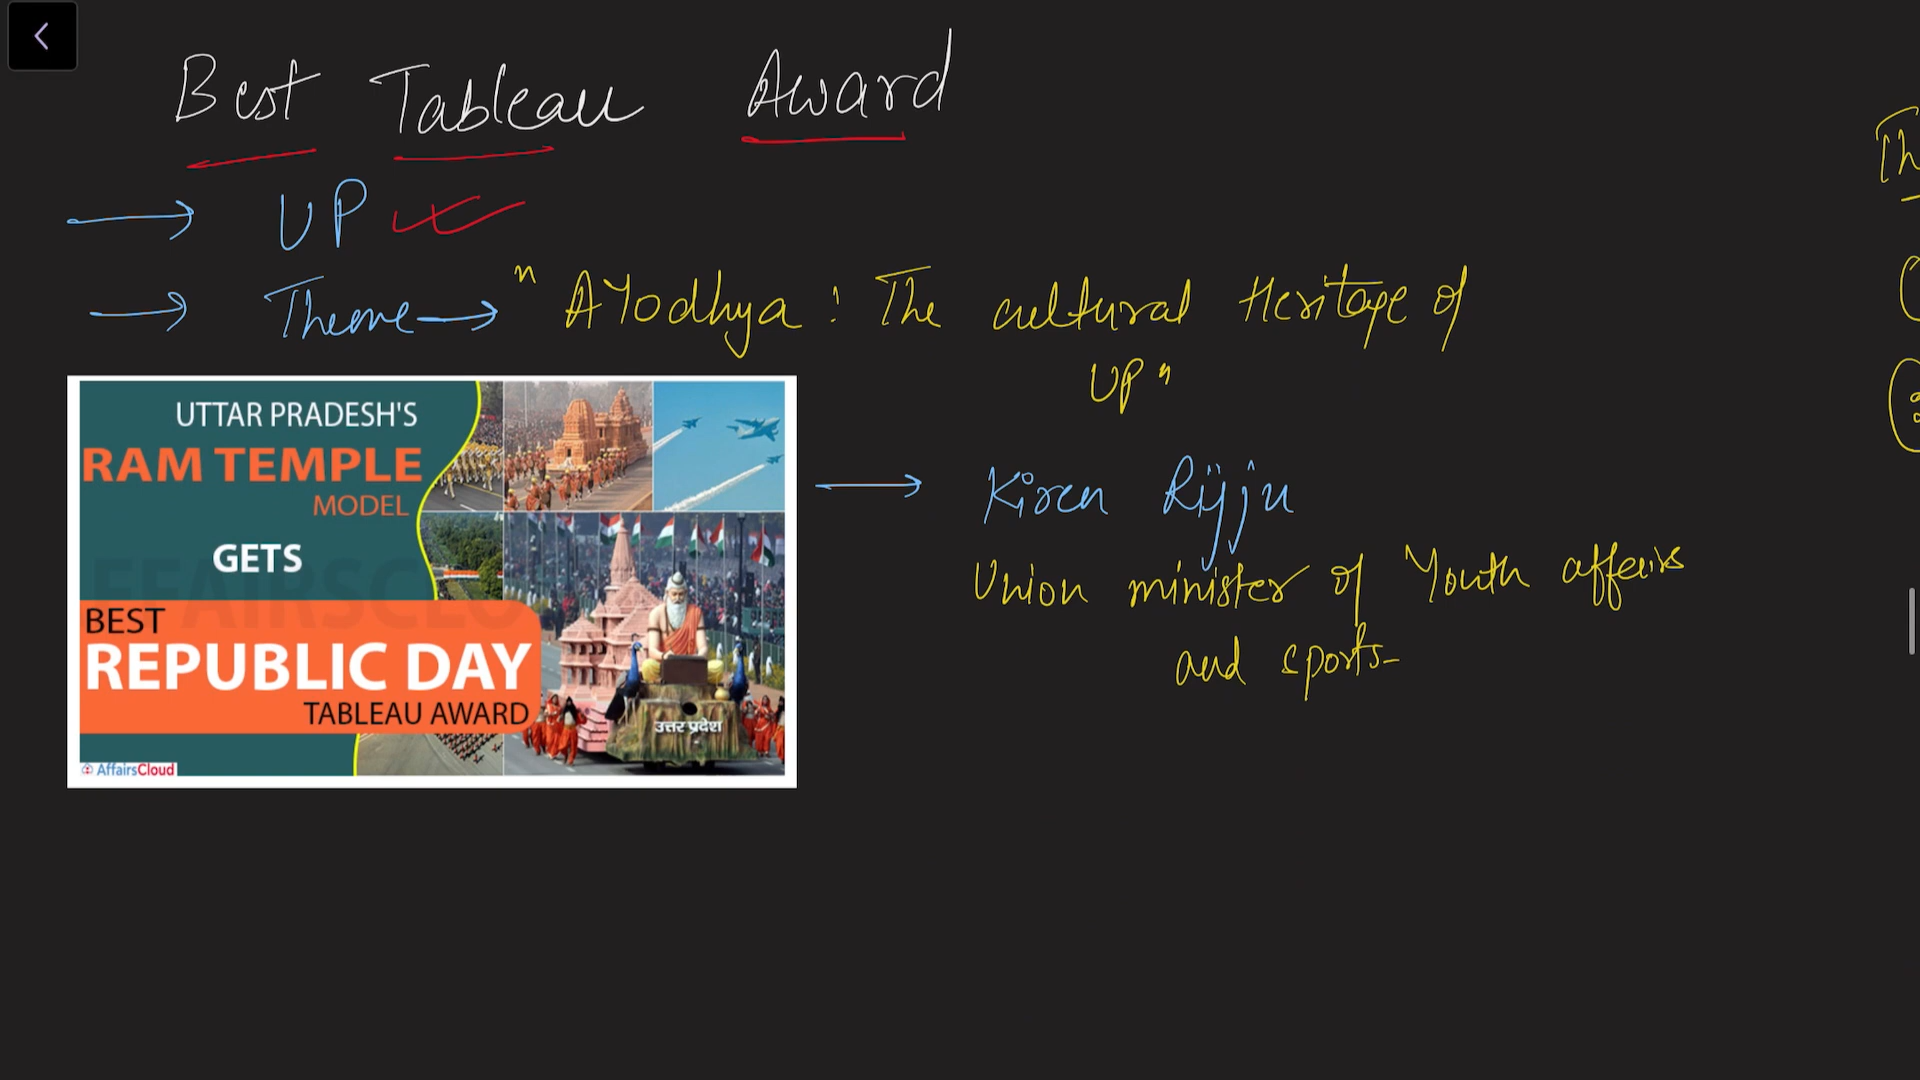 Best Tableau Award
→ UP
→ Theme → " AYodhya : The cultural Heritage of
UP"
UTTAR PRADESH'S
RAM TEMPLE
MODEL
GETS
BEST
REPUBLIC DAY
TABLEAU AWARD
उत्तर प्रदेश
AffairsCloud
→ Kiren Rijju
Union minister of Youth affairs
and sports
Th